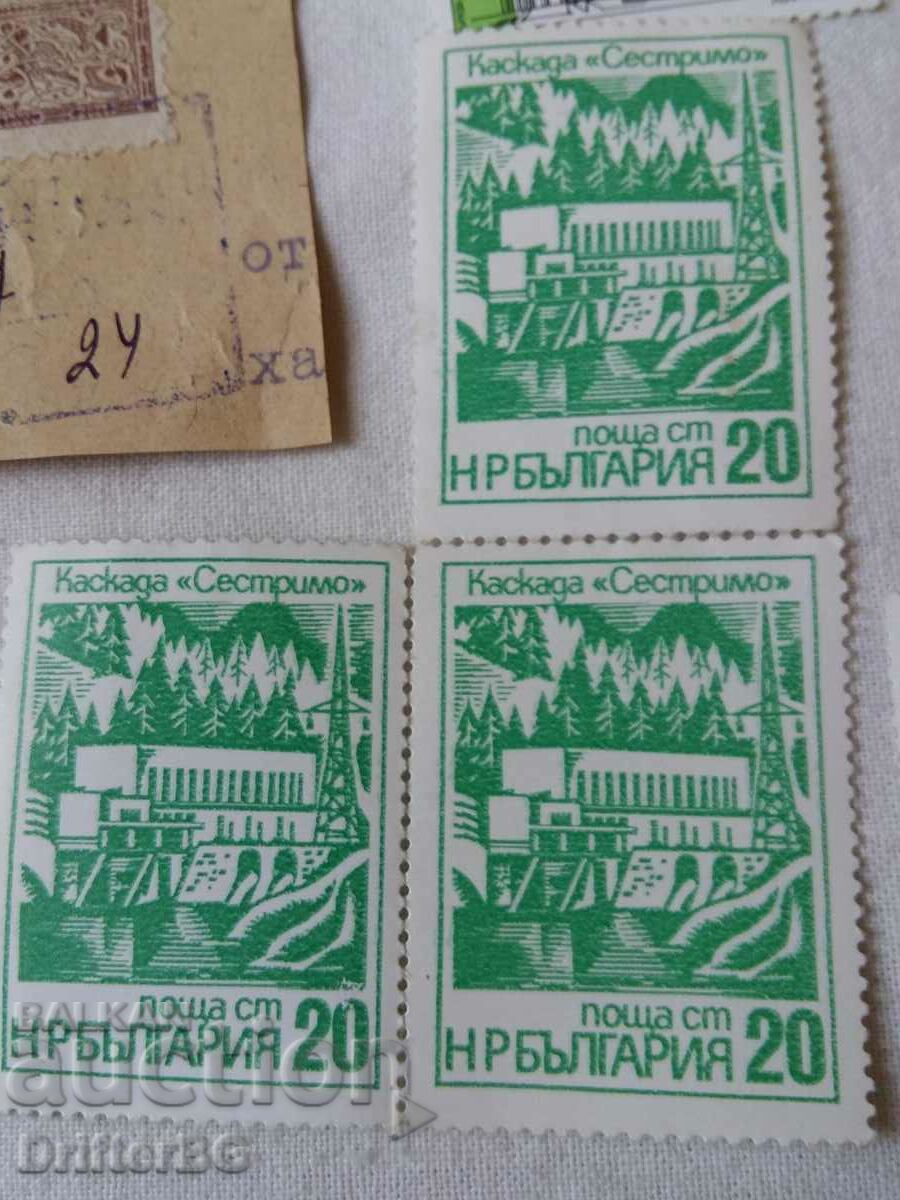 Каскада «Сестримо»
поща ст
НРБЪЛГАРИЯ 20
от
24
ха
Каскада «Сестримо»
поща ст
НРБЪЛГАРИЯ 20
Каскада «Сестримо»
поща ст
НРБЪЛГАРИЯ 20
BALKAN
auction
DrifterBG